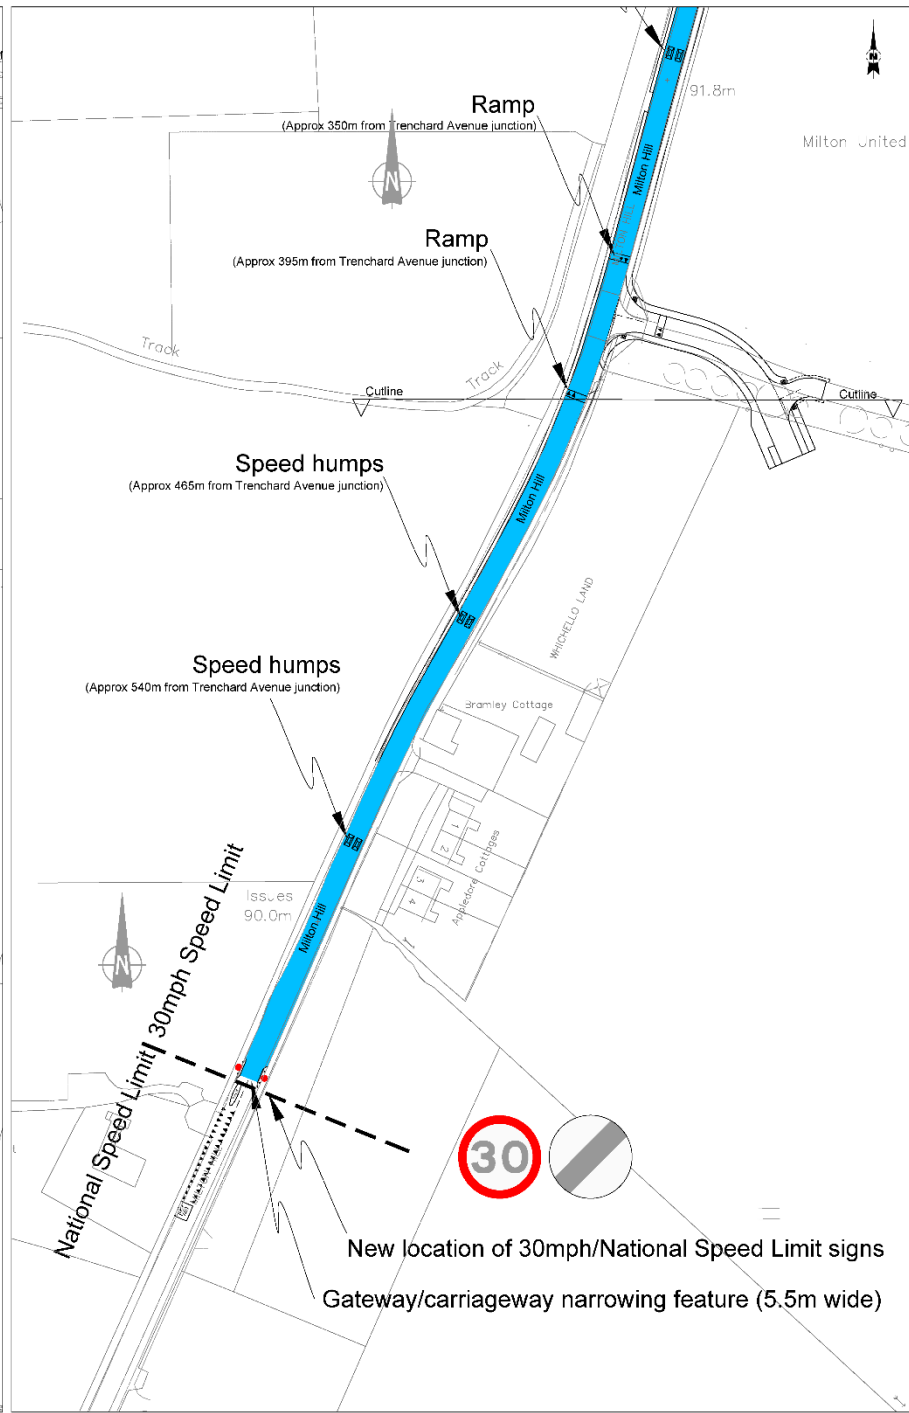 N
91.8m
Ramp
(Approx 350m from Trenchard Avenue junction)
Milton Hill
Milton United
N
MILTON HILL
Ramp
(Approx 395m from Trenchard Avenue junction)
Track
Track
Cutline
Cutline
Speed humps
(Approx 465m from Trenchard Avenue junction)
Milton Hill
WHICHELLO LAND
Speed humps
(Approx 540m from Trenchard Avenue junction)
Bramley Cottage
1
2
3
4
Appledore Cottages
Issues
90.0m
Milton Hill
N
National Speed Limit
30mph Speed Limit
30
New location of 30mph/National Speed Limit signs
Gateway/carriageway narrowing feature (5.5m wide)